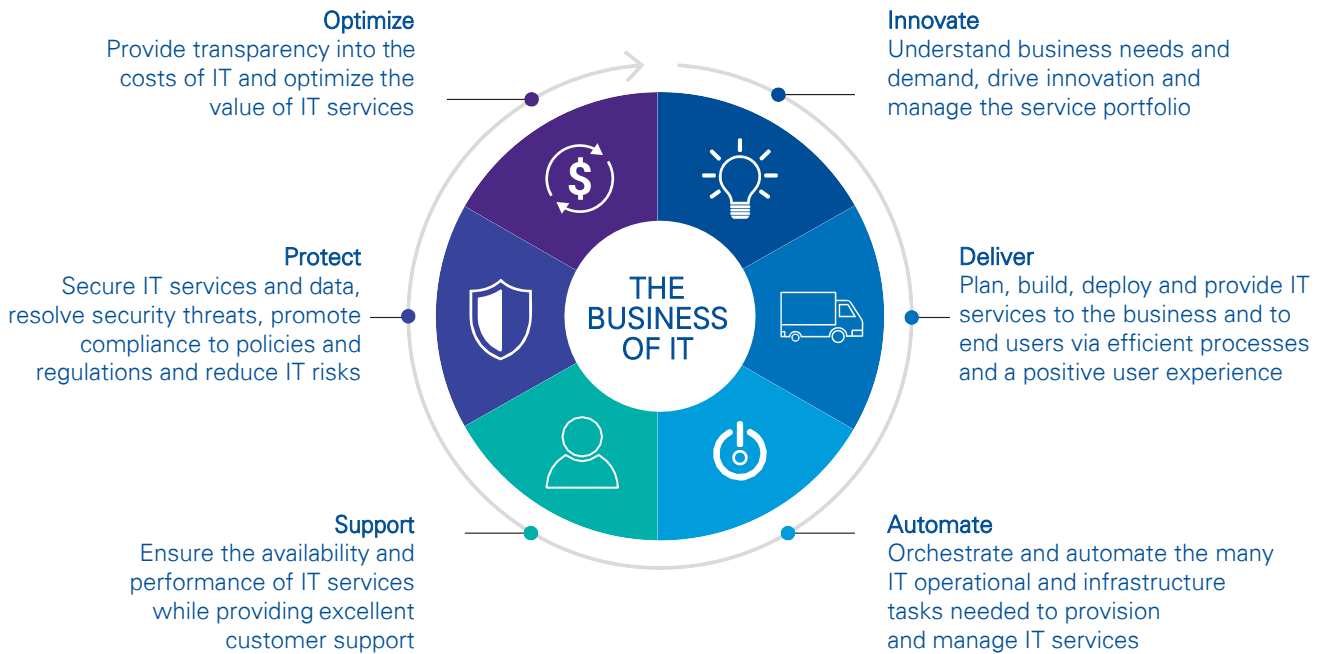 Optimize
Provide transparency into the
costs of IT and optimize the
value of IT services
Innovate
Understand business needs and
demand, drive innovation and
manage the service portfolio
Protect
Secure IT services and data,
resolve security threats, promote
compliance to policies and
regulations and reduce IT risks
$
THE
BUSINESS
OF IT
Deliver
Plan, build, deploy and provide IT
services to the business and to
end users via efficient processes
and a positive user experience
Support
Ensure the availability and
performance of IT services
while providing excellent
customer support
Automate
Orchestrate and automate the many
IT operational and infrastructure
tasks needed to provision
and manage IT services